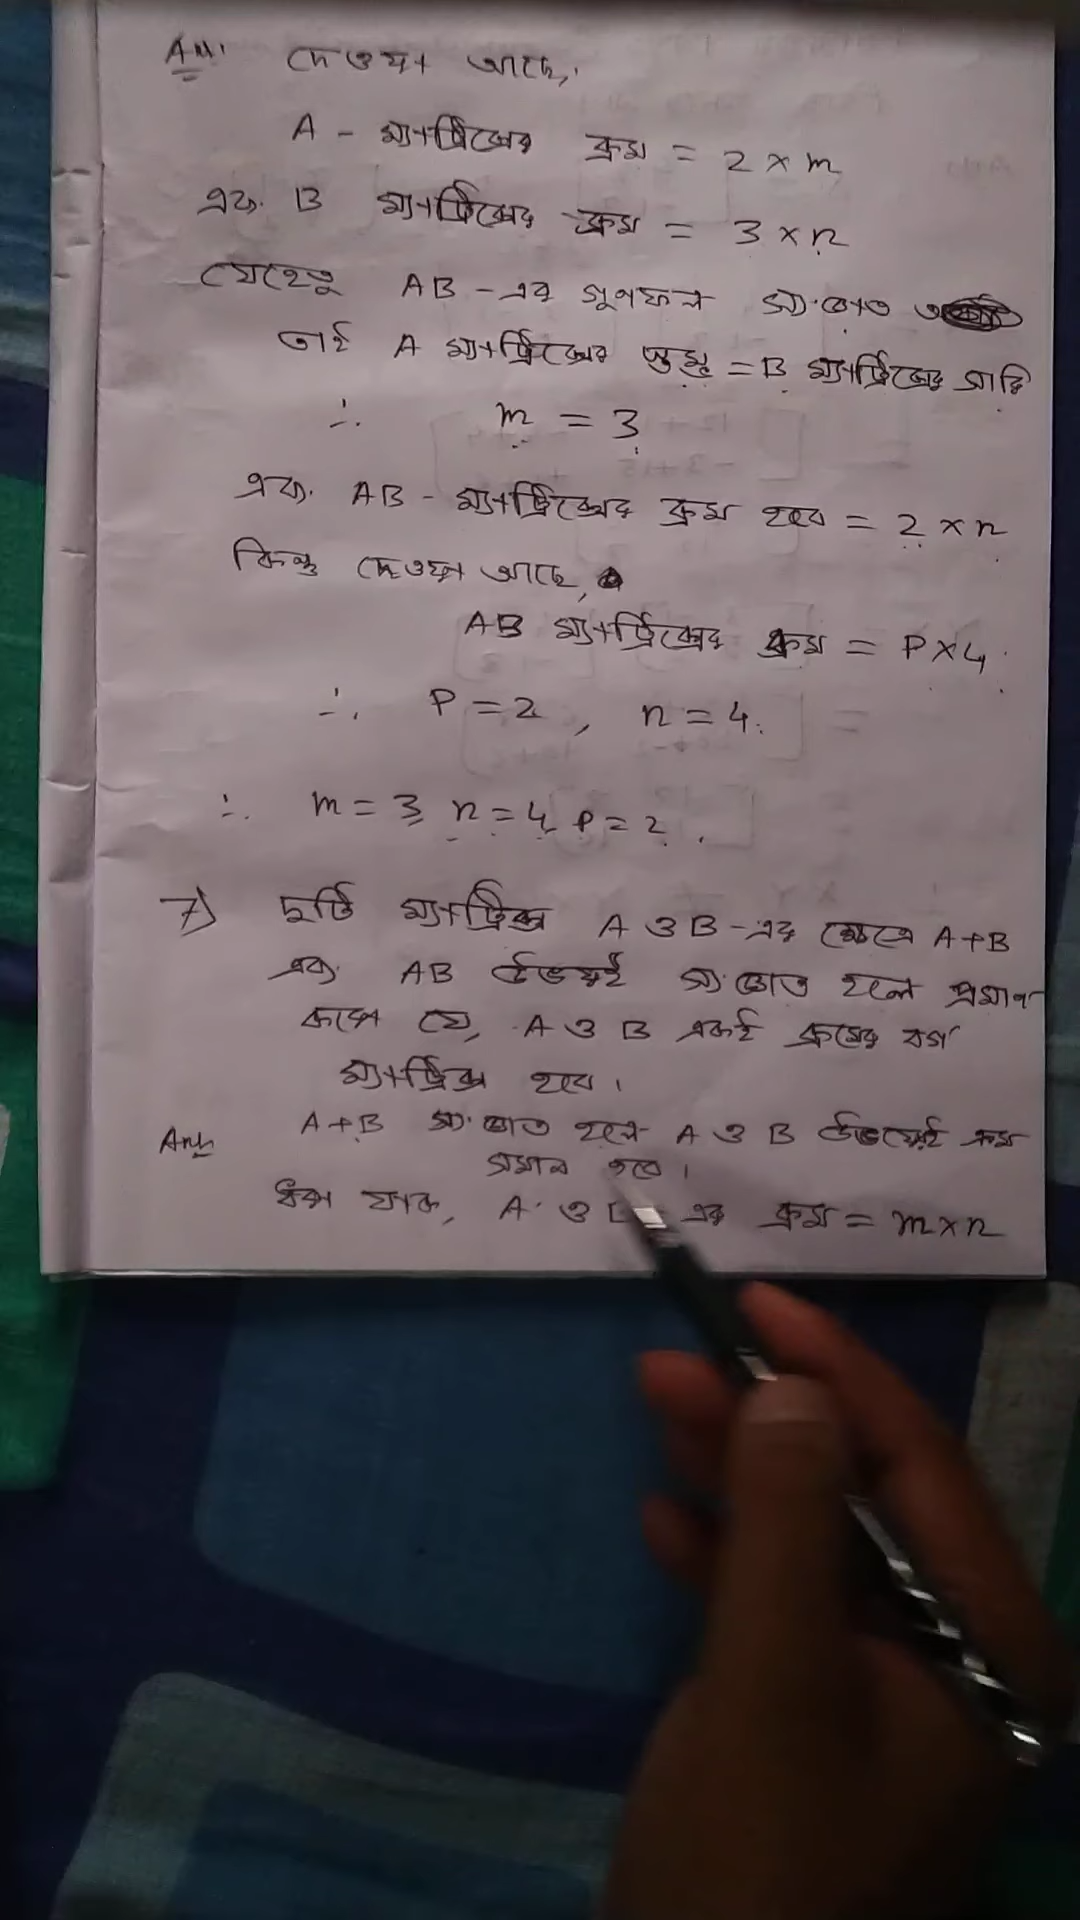 Ans. দেওয়া আছে,
A - ম্যাট্রিক্সের ক্রম = 2 × m
এবং B ম্যাট্রিক্সের ক্রম = 3 × n
যেহেতু AB - এর গুণফল সংজ্ঞাত
তাই A ম্যাট্রিক্সের স্তম্ভ = B ম্যাট্রিক্সের সারি
∴ m = 3
এবং AB - ম্যাট্রিক্সের ক্রম হবে = 2 × n
কিন্তু দেওয়া আছে,
AB ম্যাট্রিক্সের ক্রম = P × 4
∴ P = 2, n = 4.
∴ m = 3, n = 4, P = 2.
7) দুটি ম্যাট্রিক্স A ও B - এর ক্ষেত্রে A+B
এবং AB উভয়ই সংজ্ঞাত হলে প্রমাণ
করো যে, A ও B একই ক্রমের বর্গ
ম্যাট্রিক্স হবে।
Ans A+B সংজ্ঞাত হলে A ও B উভয়েই ক্রম
সমান হবে।
ধরা যাক, A ও এর ক্রম = m×n